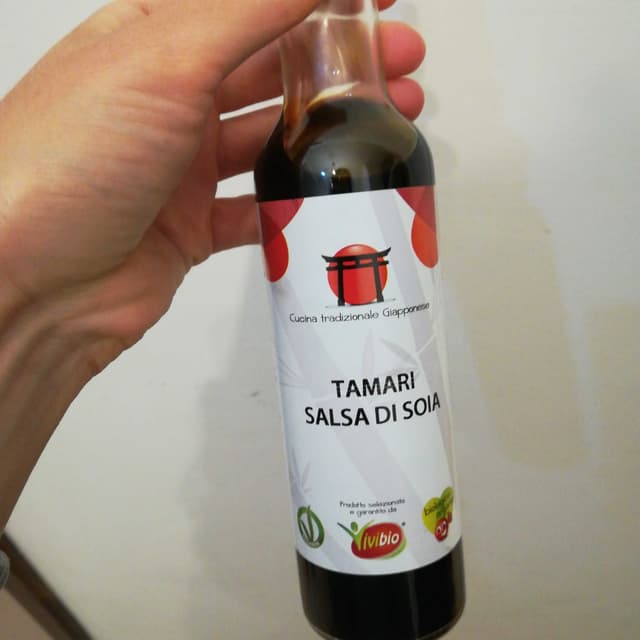 Cucina tradizionale Giapponese
TAMARI
SALSA DI SOIA
Prodotto selezionato
e garantito da
Vivibio